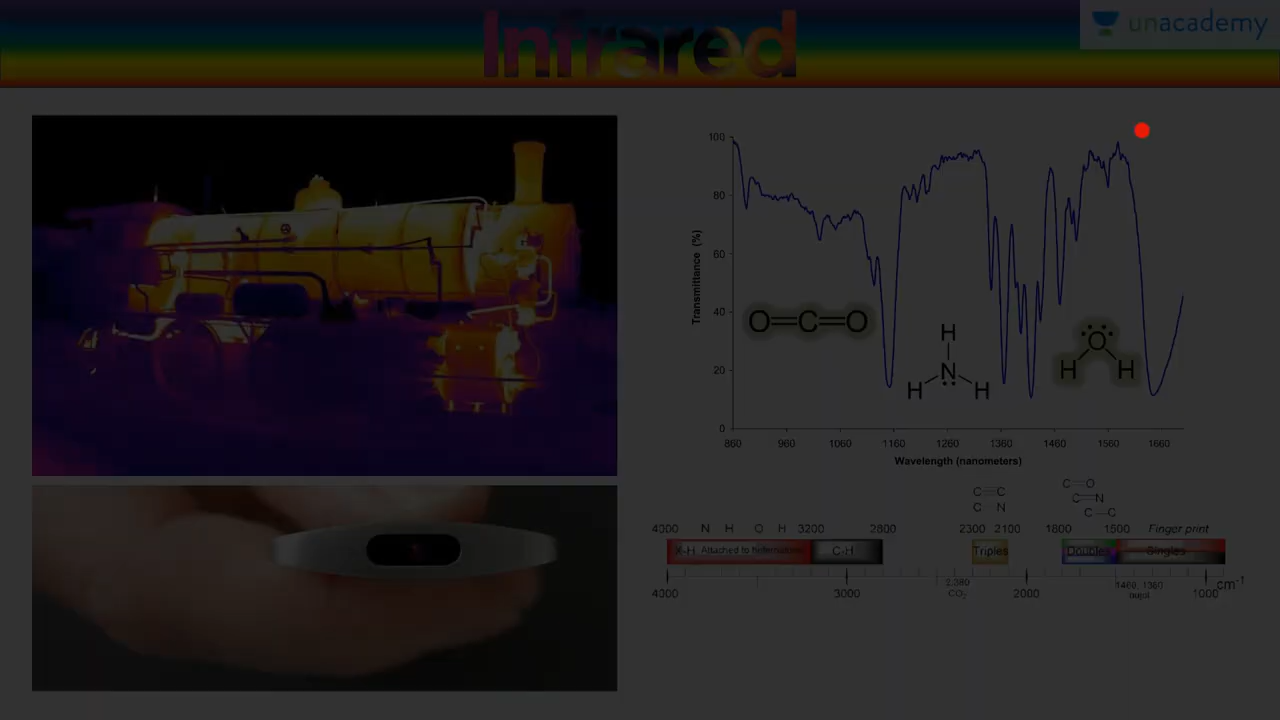 Infrared
unacademy
100
80
60
40
20
0
Transmittance (%)
O=C=O
H
N
H H
O
H H
860 960 1060 1160 1260 1360 1460 1560 1660
Wavelength (nanometers)
C≡C
C N
C=O
C=N
C=C
4000 N H O H 3200 2800 2300 2100 1800 1500 Finger print
X-H Attached to heteroatoms C-H Triples Doubles Singles
2,380
CO2
1460, 1380
nujol
cm-1
4000 3000 2000 1000